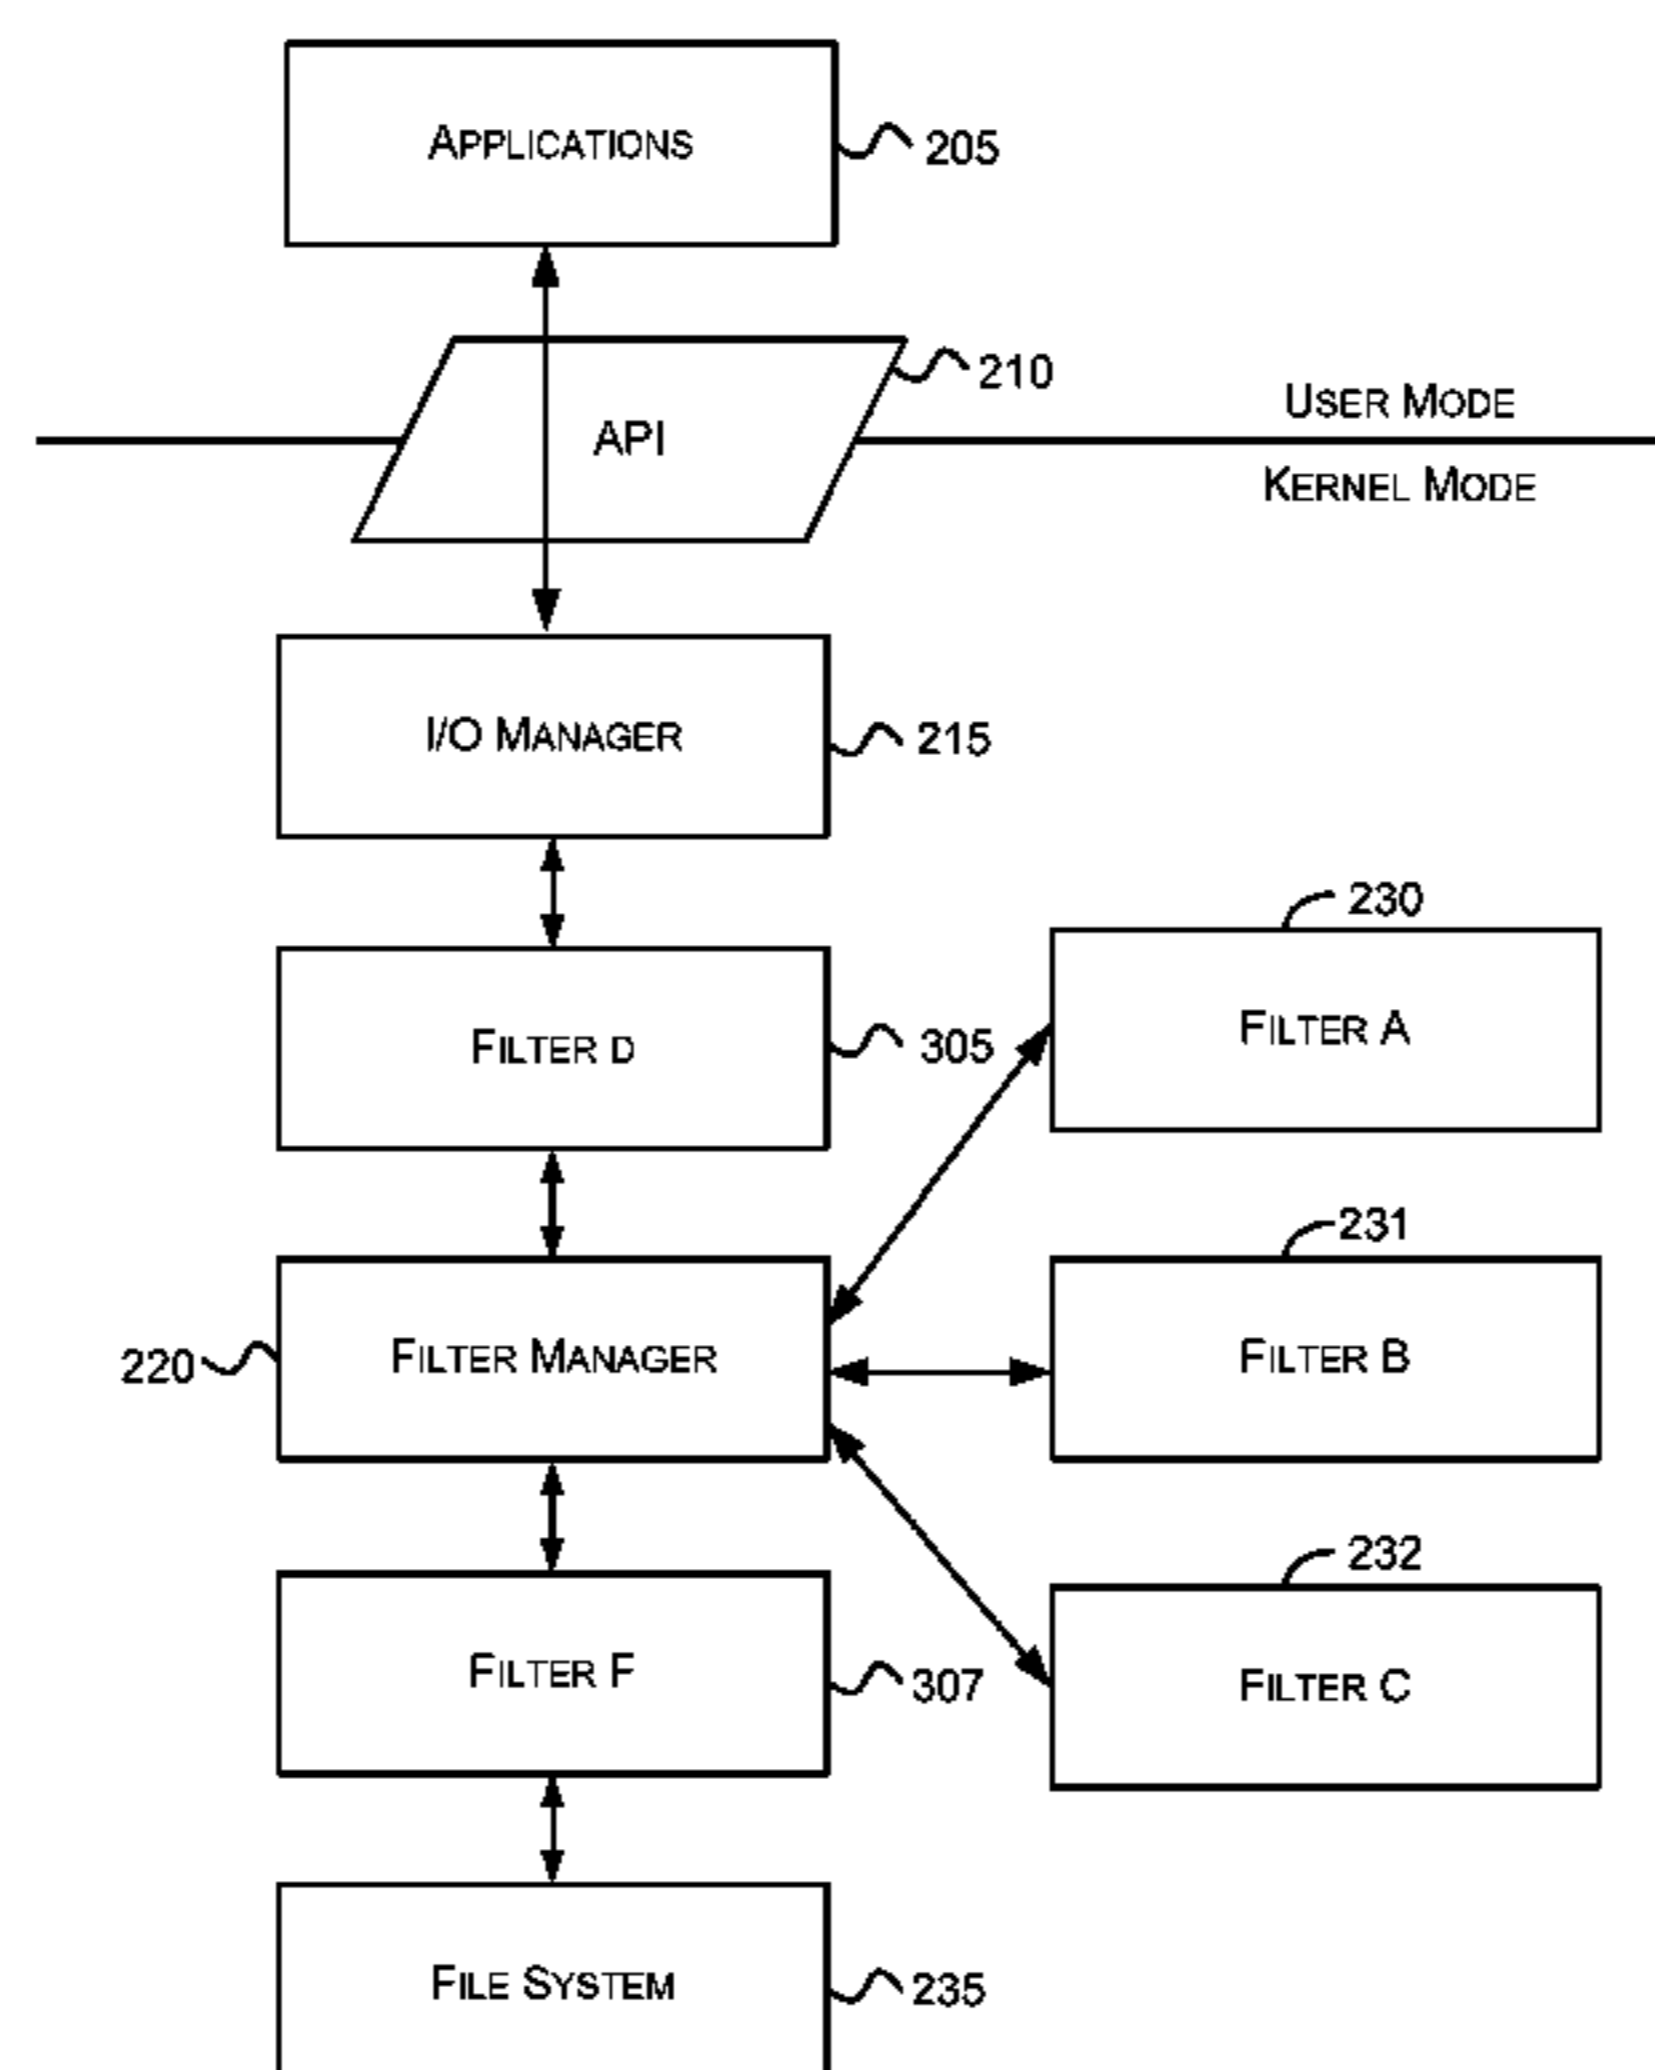 APPLICATIONS
205
210
API
USER MODE
KERNEL MODE
I/O MANAGER
215
230
FILTER D
305
FILTER A
231
220
FILTER MANAGER
FILTER B
232
FILTER F
307
FILTER C
FILE SYSTEM
235